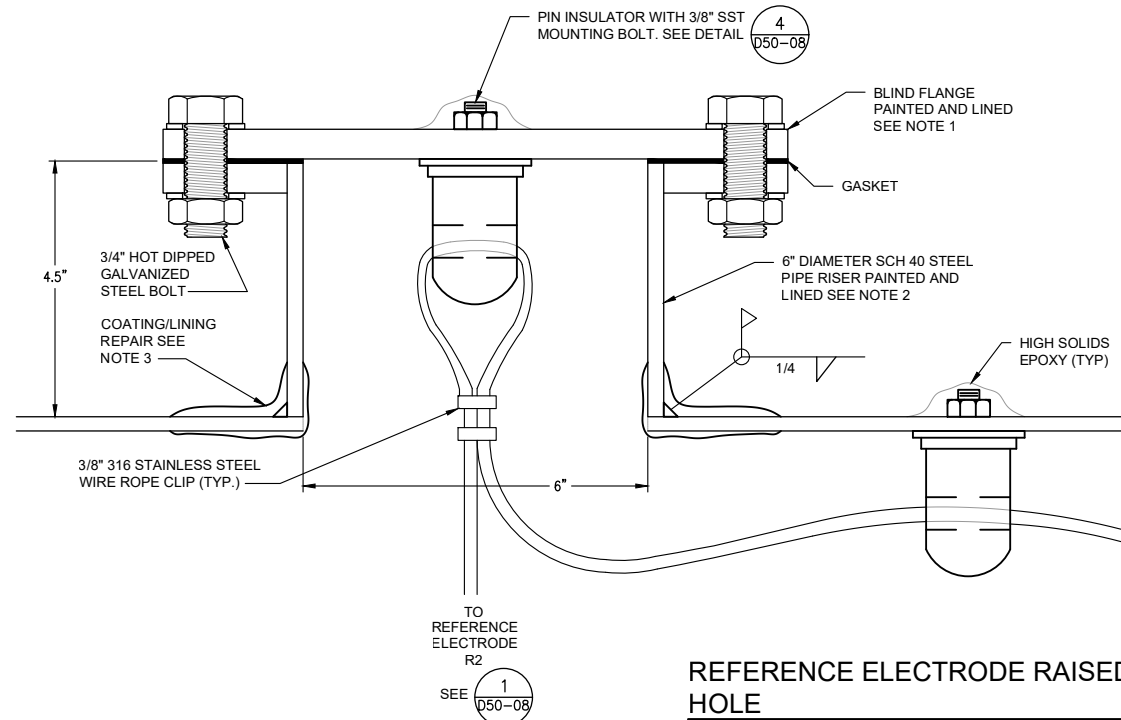 PIN INSULATOR WITH 3/8" SST
MOUNTING BOLT. SEE DETAIL
4
D50-08
BLIND FLANGE
PAINTED AND LINED
SEE NOTE 1
GASKET
3/4" HOT DIPPED
GALVANIZED
STEEL BOLT
4.5"
6" DIAMETER SCH 40 STEEL
PIPE RISER PAINTED AND
LINED SEE NOTE 2
COATING/LINING
REPAIR SEE
NOTE 3
1/4
HIGH SOLIDS
EPOXY (TYP)
3/8" 316 STAINLESS STEEL
WIRE ROPE CLIP (TYP.)
6"
TO
REFERENCE
ELECTRODE
R2
SEE
1
D50-08
REFERENCE ELECTRODE RAISED
HOLE